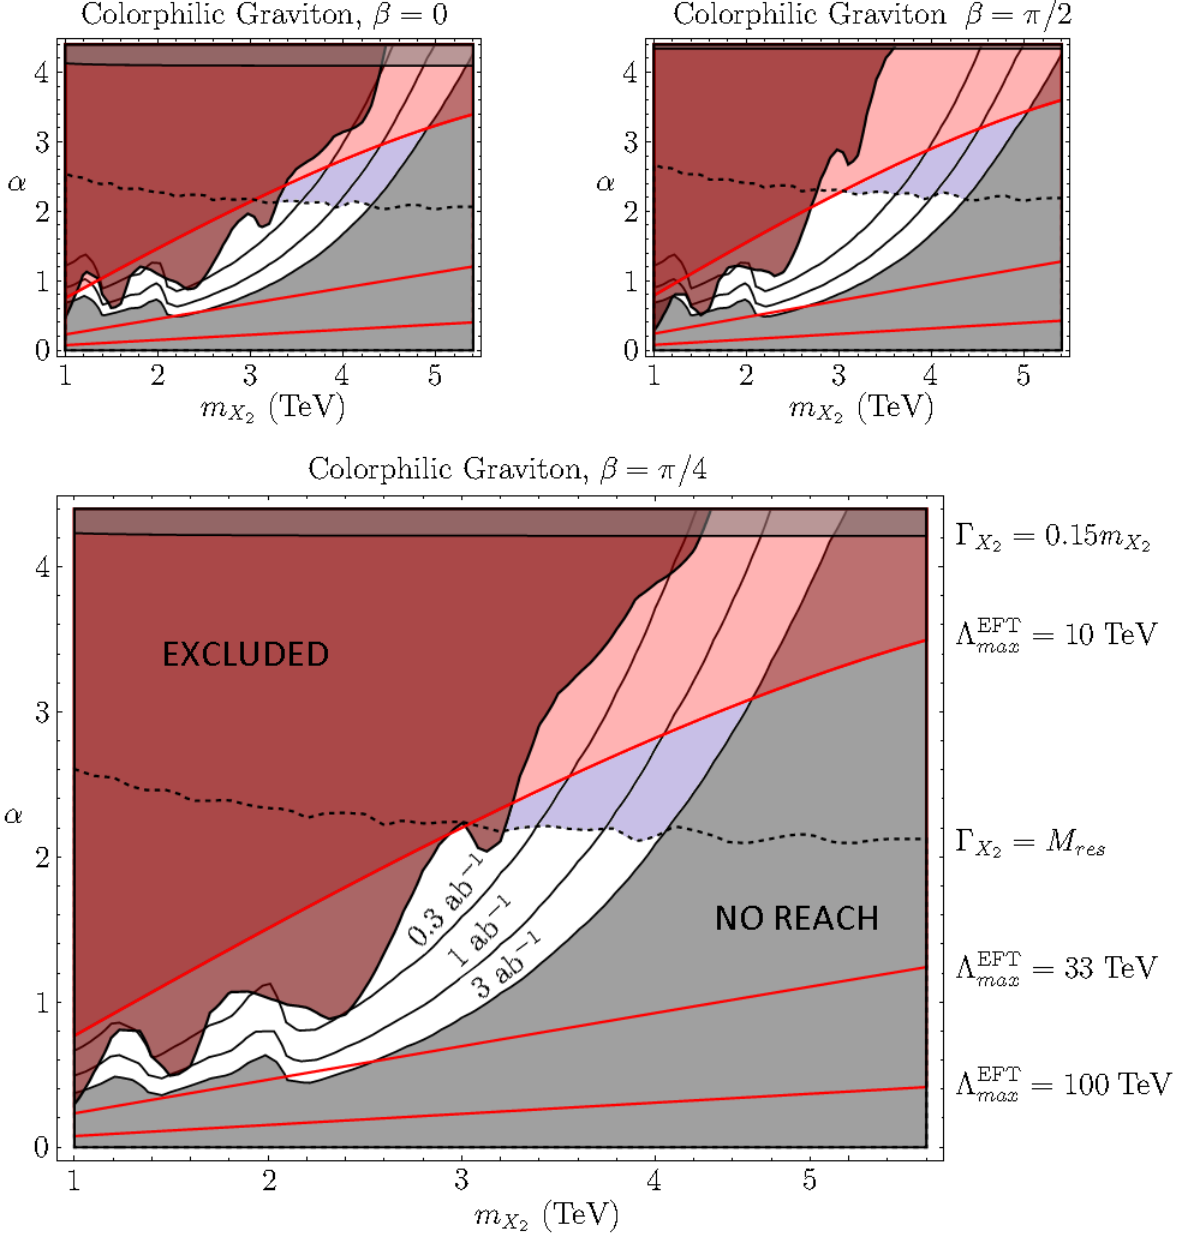 Colorphilic Graviton, β = 0
Colorphilic Graviton β = π/2
4
3
α
2
1
0
1 2 3 4 5
m_{X_2} (TeV)
4
3
α
2
1
0
1 2 3 4 5
m_{X_2} (TeV)
Colorphilic Graviton, β = π/4
Γ_{X_2} = 0.15m_{X_2}
4
Λ_{max}^{EFT} = 10 TeV
EXCLUDED
3
α
Γ_{X_2} = M_{res}
2
0.3 ab^{-1}
1 ab^{-1}
3 ab^{-1}
NO REACH
Λ_{max}^{EFT} = 33 TeV
1
Λ_{max}^{EFT} = 100 TeV
0
1 2 3 4 5
m_{X_2} (TeV)